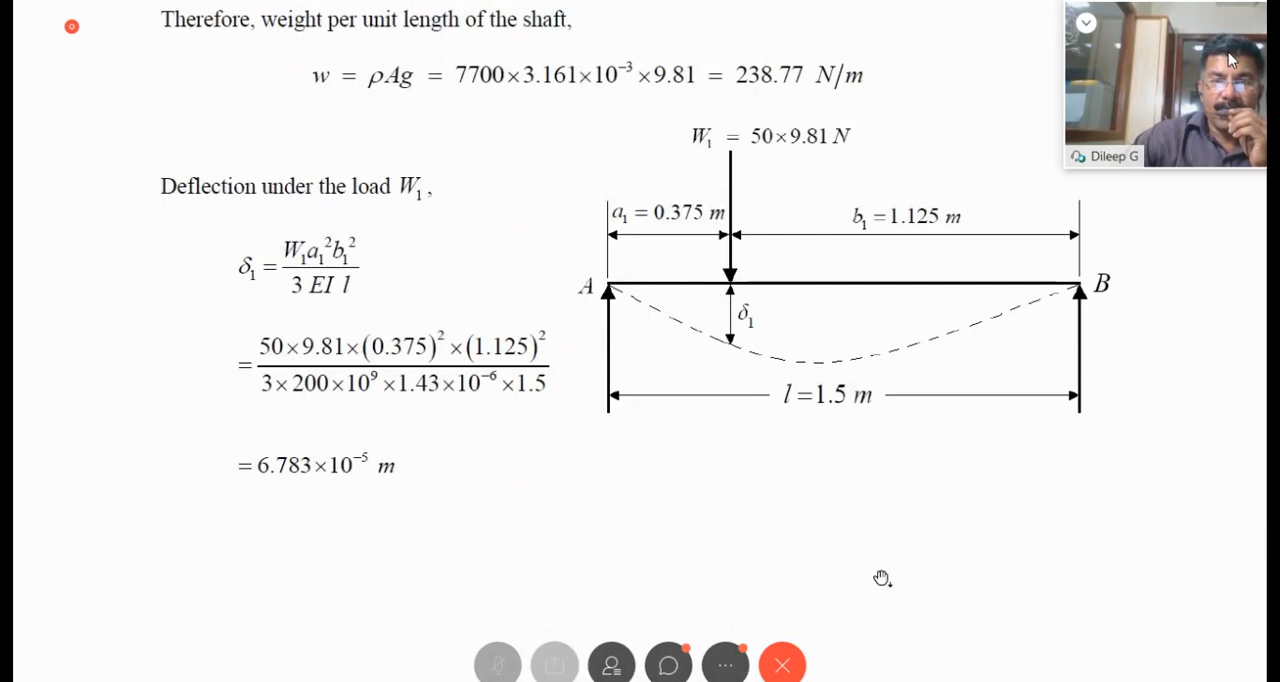 Therefore, weight per unit length of the shaft,
w = ρAg = 7700×3.161×10⁻³×9.81 = 238.77 N/m
W₁ = 50×9.81 N
Dileep G
Deflection under the load W₁,
a₁ = 0.375 m
b₁ = 1.125 m
δ₁ = W₁a₁²b₁² / 3 EI l
A
B
δ₁
= 50×9.81×(0.375)²×(1.125)² / 3×200×10⁹×1.43×10⁻⁶×1.5
l = 1.5 m
= 6.783×10⁻⁵ m